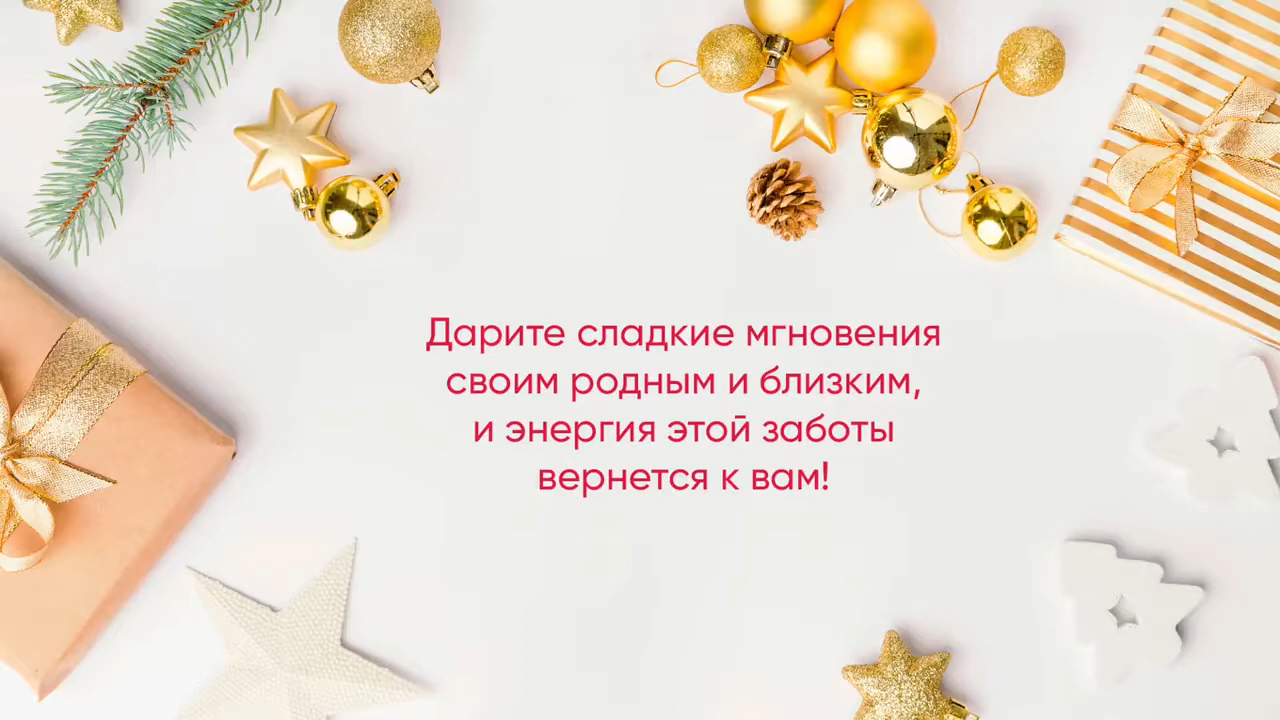 Дарите сладкие мгновения
своим родным и близким,
и энергия этой заботы
вернется к вам!